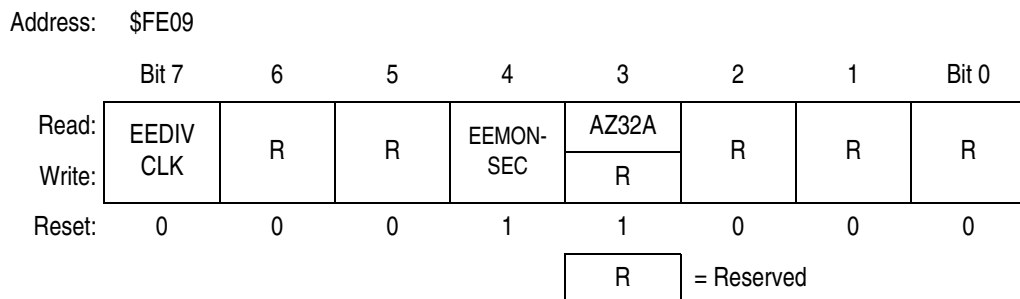 Address: $FE09
Bit 7 6 5 4 3 2 1 Bit 0
Read: EEDIV CLK R R EEMON-SEC AZ32A R R R
Write: R
Reset: 0 0 0 1 1 0 0 0
R = Reserved